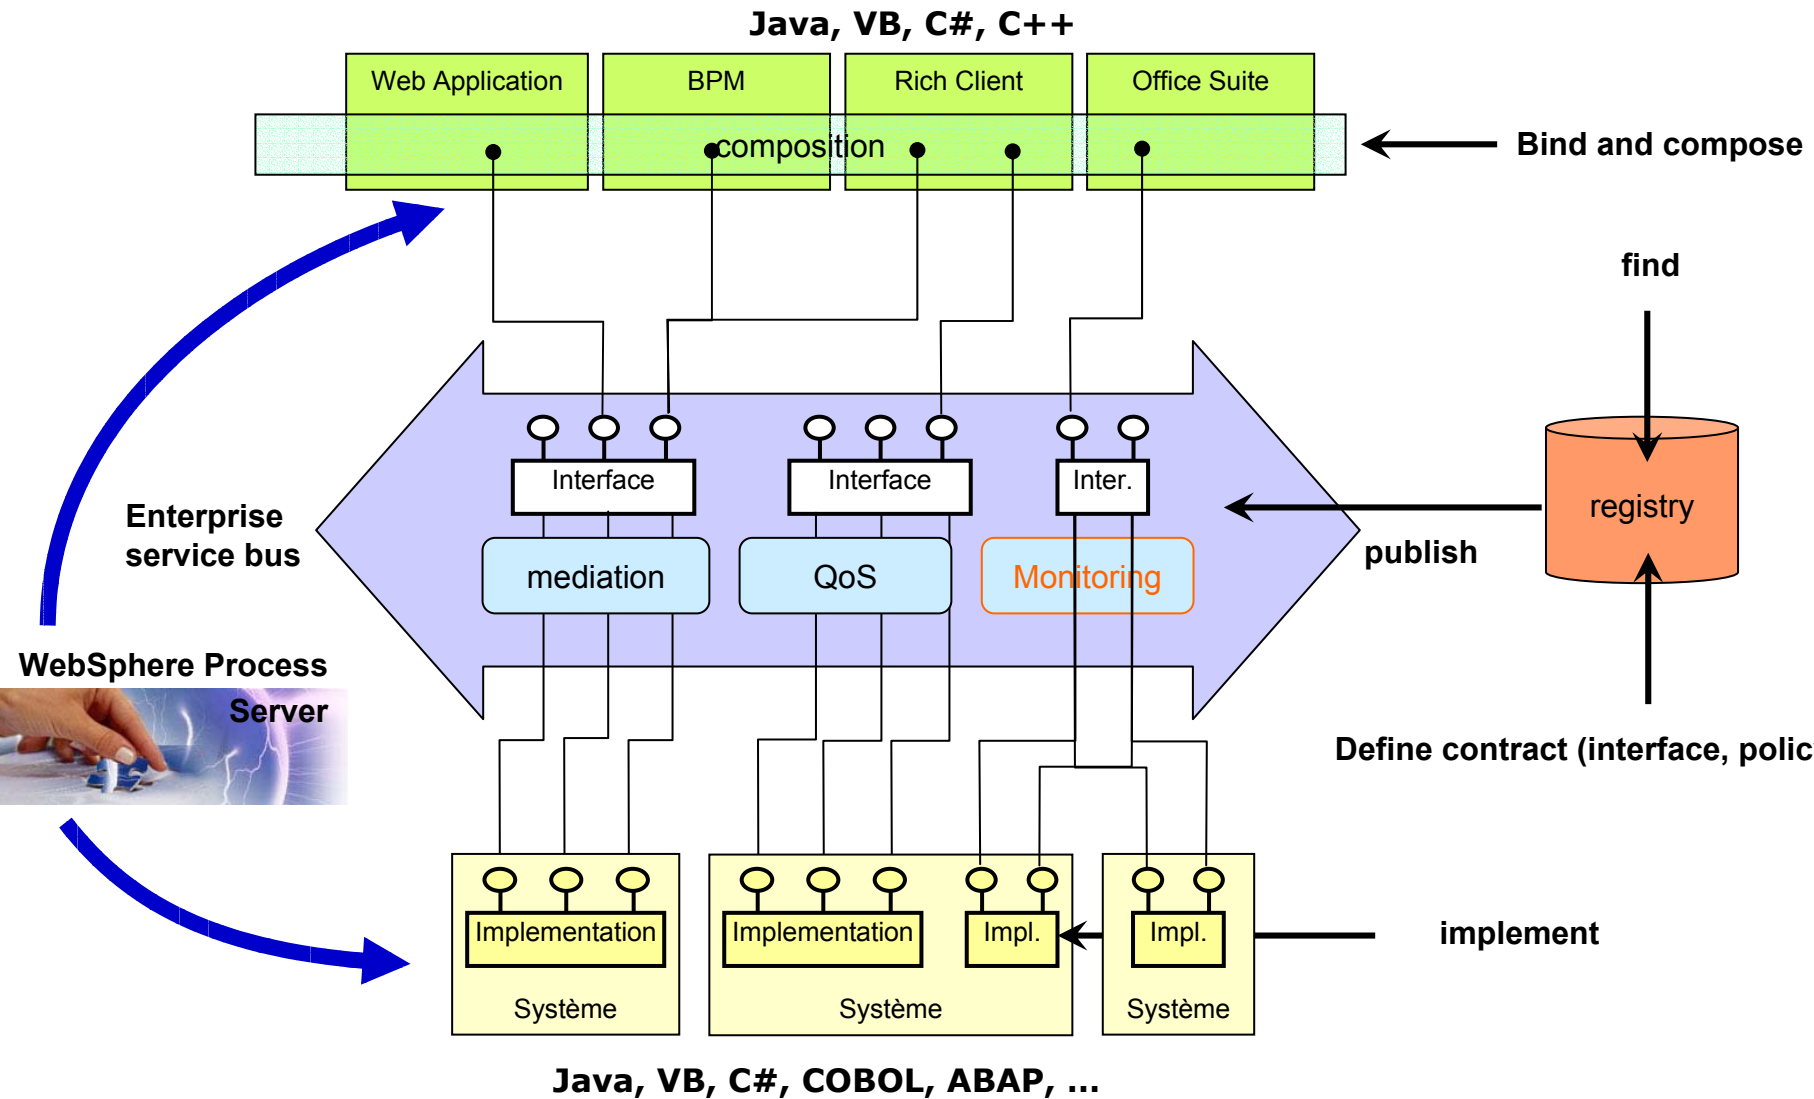 Java, VB, C#, C++
Web Application
BPM
Rich Client
Office Suite
composition
Bind and compose
find
Interface
Interface
Inter.
Enterprise
service bus
registry
publish
mediation
QoS
Monitoring
WebSphere Process
Server
Define contract (interface, polic
implement
Implementation
Implementation
Impl.
Impl.
Système
Système
Système
Java, VB, C#, COBOL, ABAP, ...